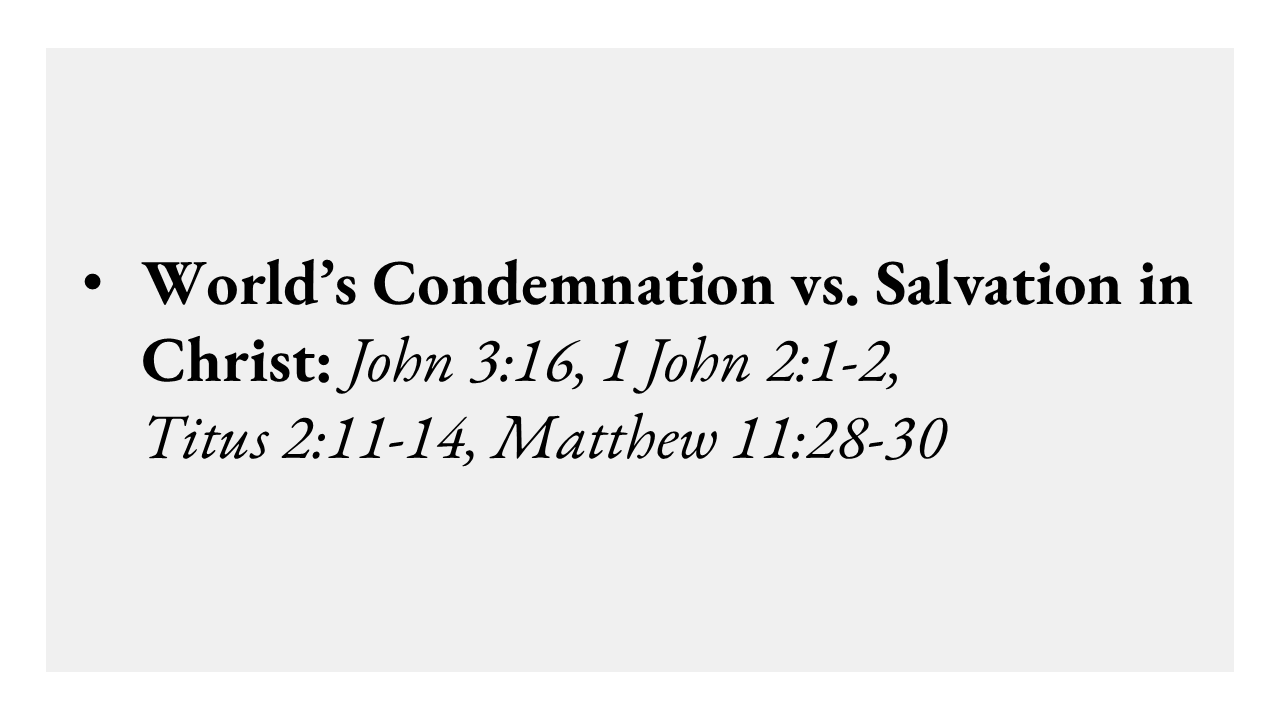 • World’s Condemnation vs. Salvation in
Christ: John 3:16, 1 John 2:1-2,
Titus 2:11-14, Matthew 11:28-30